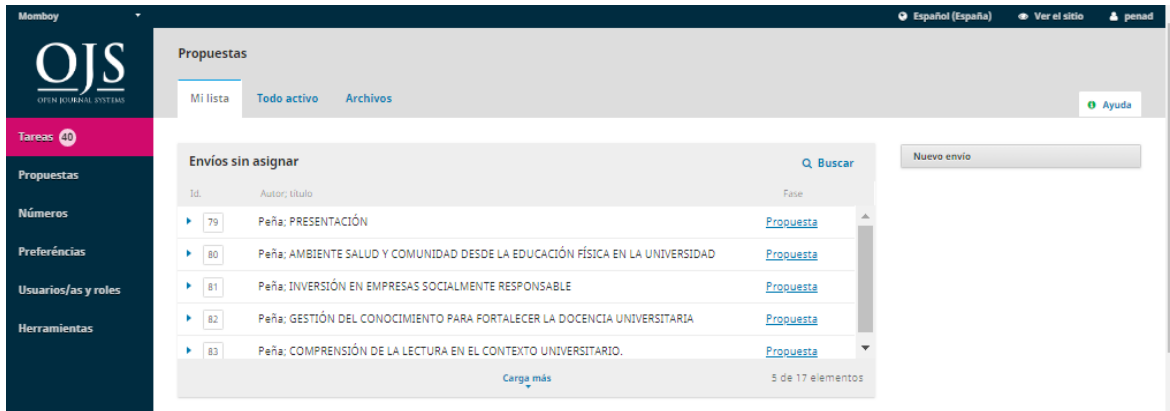 Momboy
Español (España) Ver el sitio penad
OJS
OPEN JOURNAL SYSTEMS
Tareas 40
Propuestas
Números
Preferéncias
Usuarios/as y roles
Herramientas
Propuestas
Mi lista Todo activo Archivos
Ayuda
Envíos sin asignar Buscar
Id. Autor; título Fase
79 Peña; PRESENTACIÓN Propuesta
80 Peña; AMBIENTE SALUD Y COMUNIDAD DESDE LA EDUCACIÓN FÍSICA EN LA UNIVERSIDAD Propuesta
81 Peña; INVERSIÓN EN EMPRESAS SOCIALMENTE RESPONSABLE Propuesta
82 Peña; GESTIÓN DEL CONOCIMIENTO PARA FORTALECER LA DOCENCIA UNIVERSITARIA Propuesta
83 Peña; COMPRENSIÓN DE LA LECTURA EN EL CONTEXTO UNIVERSITARIO. Propuesta
Carga más 5 de 17 elementos
Nuevo envío